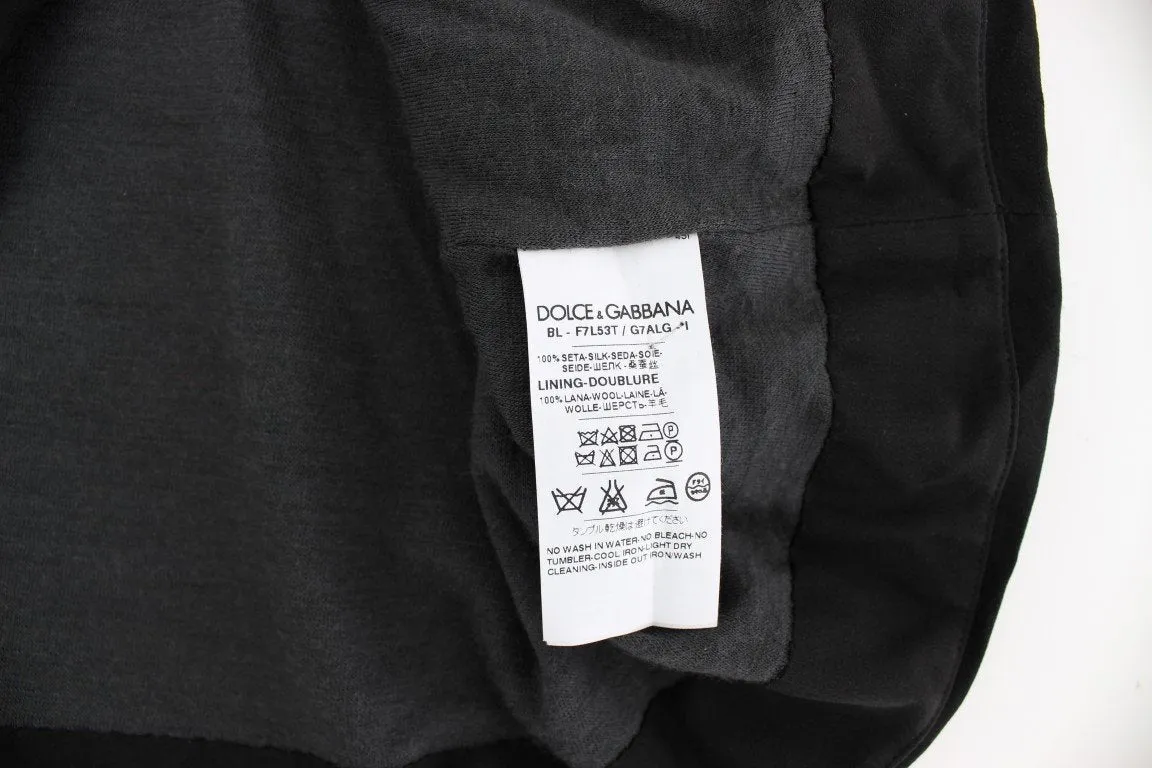 DOLCE & GABBANA
BL - F7L53T / G7ALG -*I
100% SETA-SILK-SEDA-SOIE-
SEIDE-ШЕЛК-桑蚕丝
LINING-DOUBLURE
100% LANA-WOOL-LAINE-LÃ-
WOLLE-ШЕРСТЬ-羊毛
P
P
ドライ
タンブル乾燥は避けてください
NO WASH IN WATER-NO BLEACH-NO
TUMBLER-COOL IRON-LIGHT DRY
CLEANING-INSIDE OUT IRON/WASH